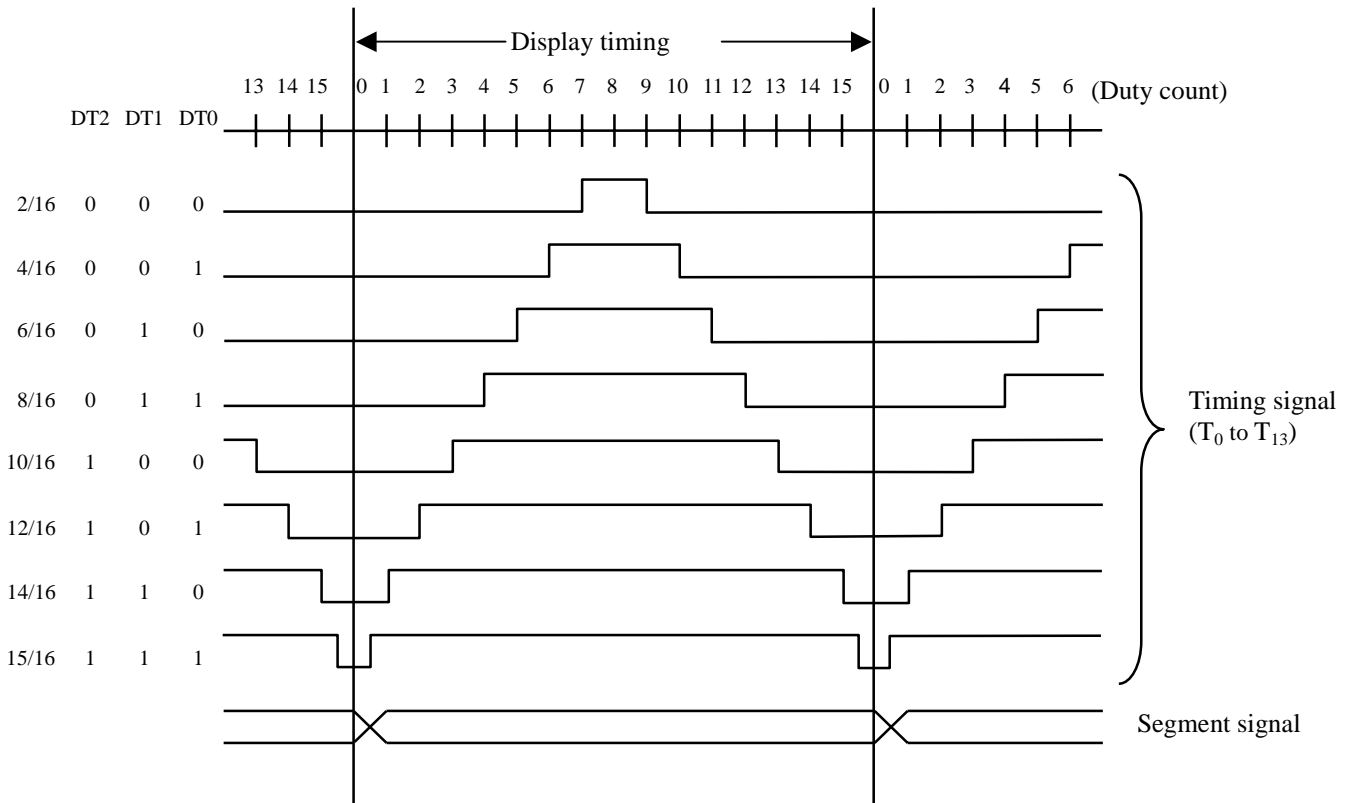 Display timing
13 14 15 0 1 2 3 4 5 6 7 8 9 10 11 12 13 14 15 0 1 2 3 4 5 6 (Duty count)
DT2 DT1 DT0
2/16 0 0 0
4/16 0 0 1
6/16 0 1 0
8/16 0 1 1
10/16 1 0 0
12/16 1 0 1
14/16 1 1 0
15/16 1 1 1
Timing signal
(T0 to T13)
Segment signal